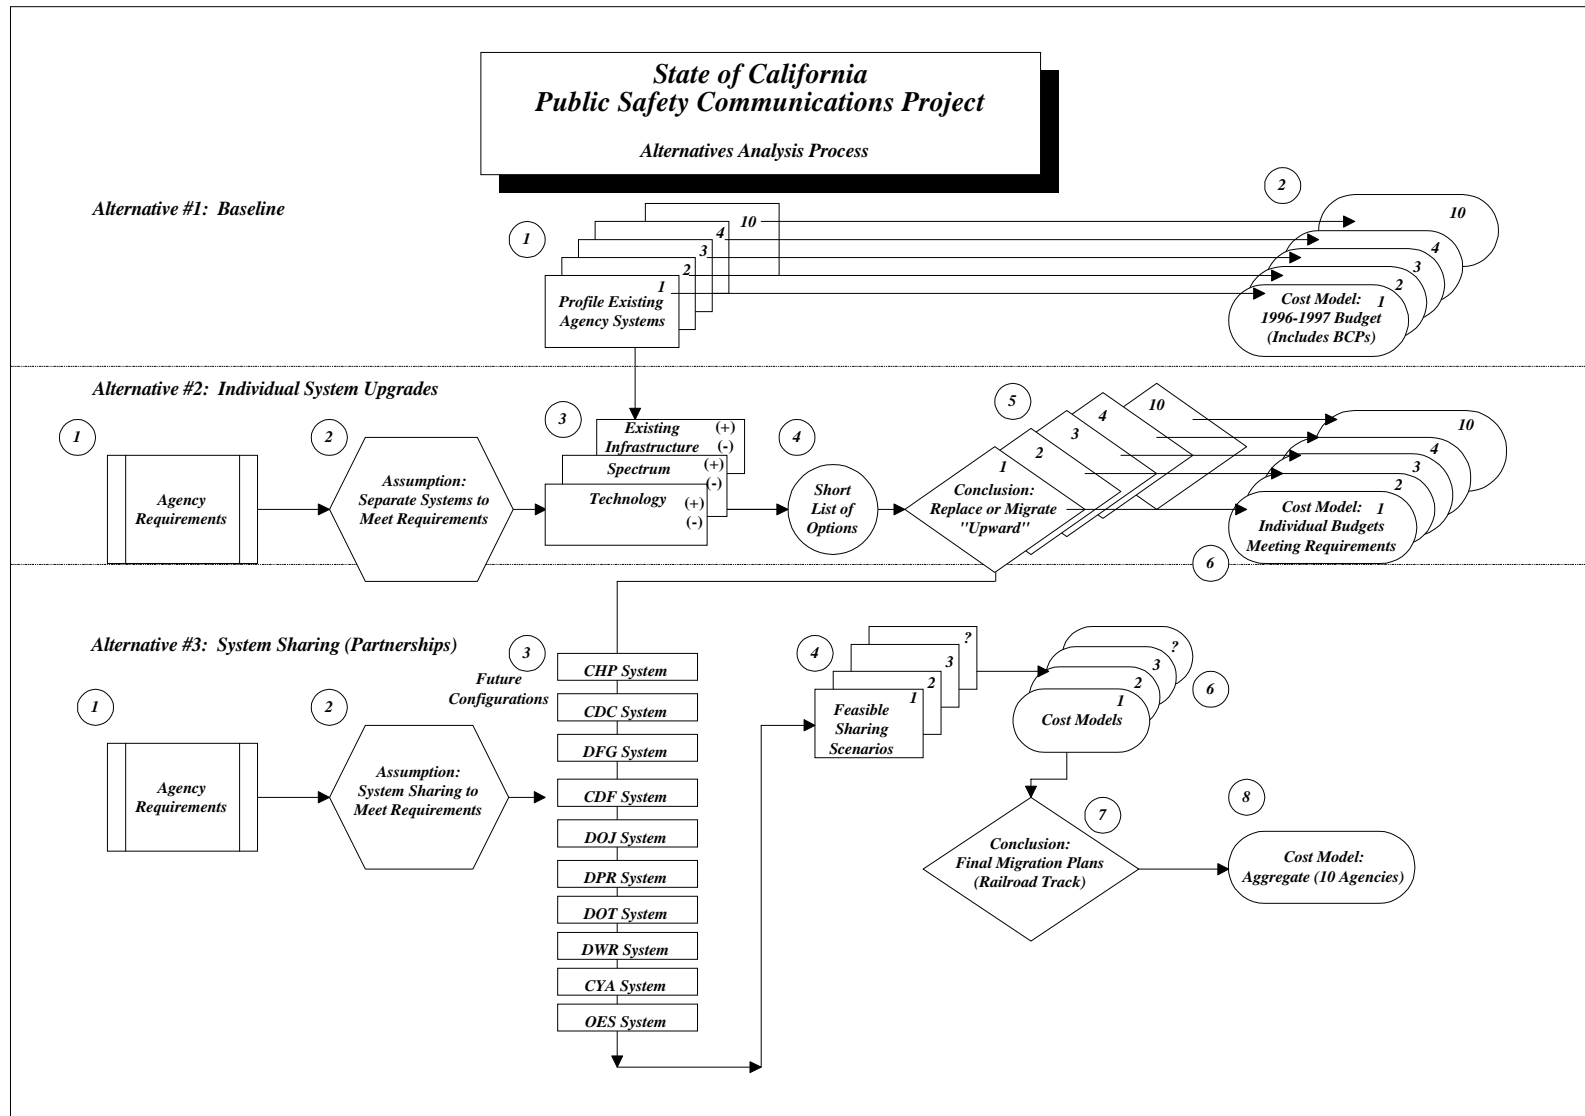 State of California
Public Safety Communications Project
Alternatives Analysis Process
Alternative #1: Baseline
1
2
10
4
3
2
1
Profile Existing
Agency Systems
10
4
3
2
1
Cost Model:
1996-1997 Budget
(Includes BCPs)
Alternative #2: Individual System Upgrades
1
Agency
Requirements
2
Assumption:
Separate Systems to
Meet Requirements
3
Existing
Infrastructure
(+)
(-)
Spectrum
(+)
(-)
Technology
(+)
(-)
4
Short
List of
Options
5
10
4
3
2
1
Conclusion:
Replace or Migrate
"Upward"
10
4
3
2
1
Cost Model:
Individual Budgets
Meeting Requirements
6
Alternative #3: System Sharing (Partnerships)
1
Agency
Requirements
2
Assumption:
System Sharing to
Meet Requirements
3
Future
Configurations
CHP System
CDC System
DFG System
CDF System
DOJ System
DPR System
DOT System
DWR System
CYA System
OES System
4
?
3
2
1
Feasible
Sharing
Scenarios
?
3
2
1
Cost Models
6
7
Conclusion:
Final Migration Plans
(Railroad Track)
8
Cost Model:
Aggregate (10 Agencies)